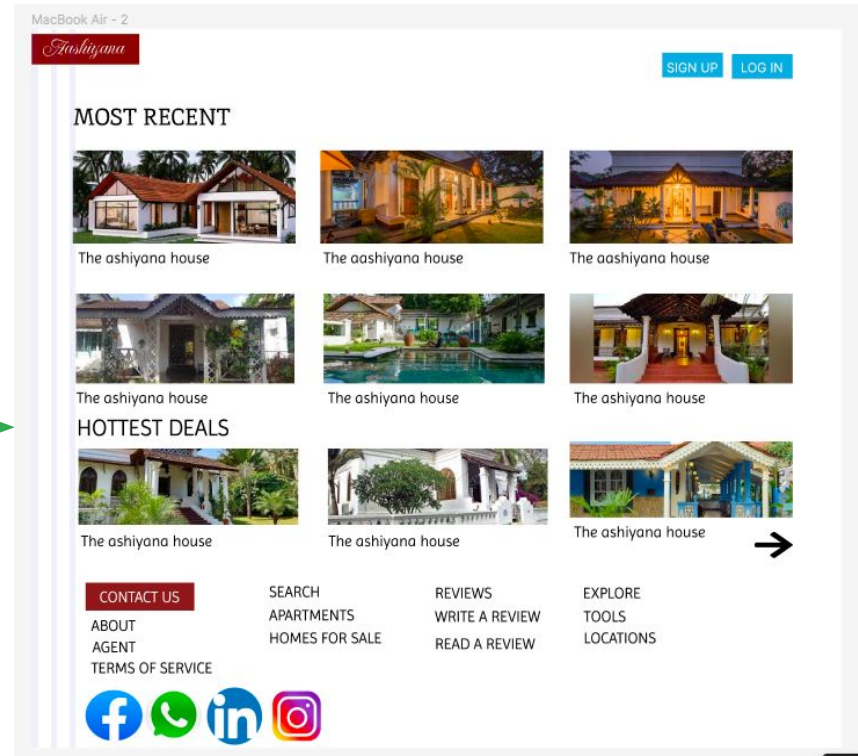 MacBook Air - 2
Aashiyana
SIGN UP LOG IN
MOST RECENT
The ashiyana house The aashiyana house The aashiyana house
The ashiyana house The ashiyana house The ashiyana house
HOTTEST DEALS
The ashiyana house The ashiyana house The ashiyana house
CONTACT US SEARCH REVIEWS EXPLORE
ABOUT APARTMENTS WRITE A REVIEW TOOLS
AGENT HOMES FOR SALE READ A REVIEW LOCATIONS
TERMS OF SERVICE
f in